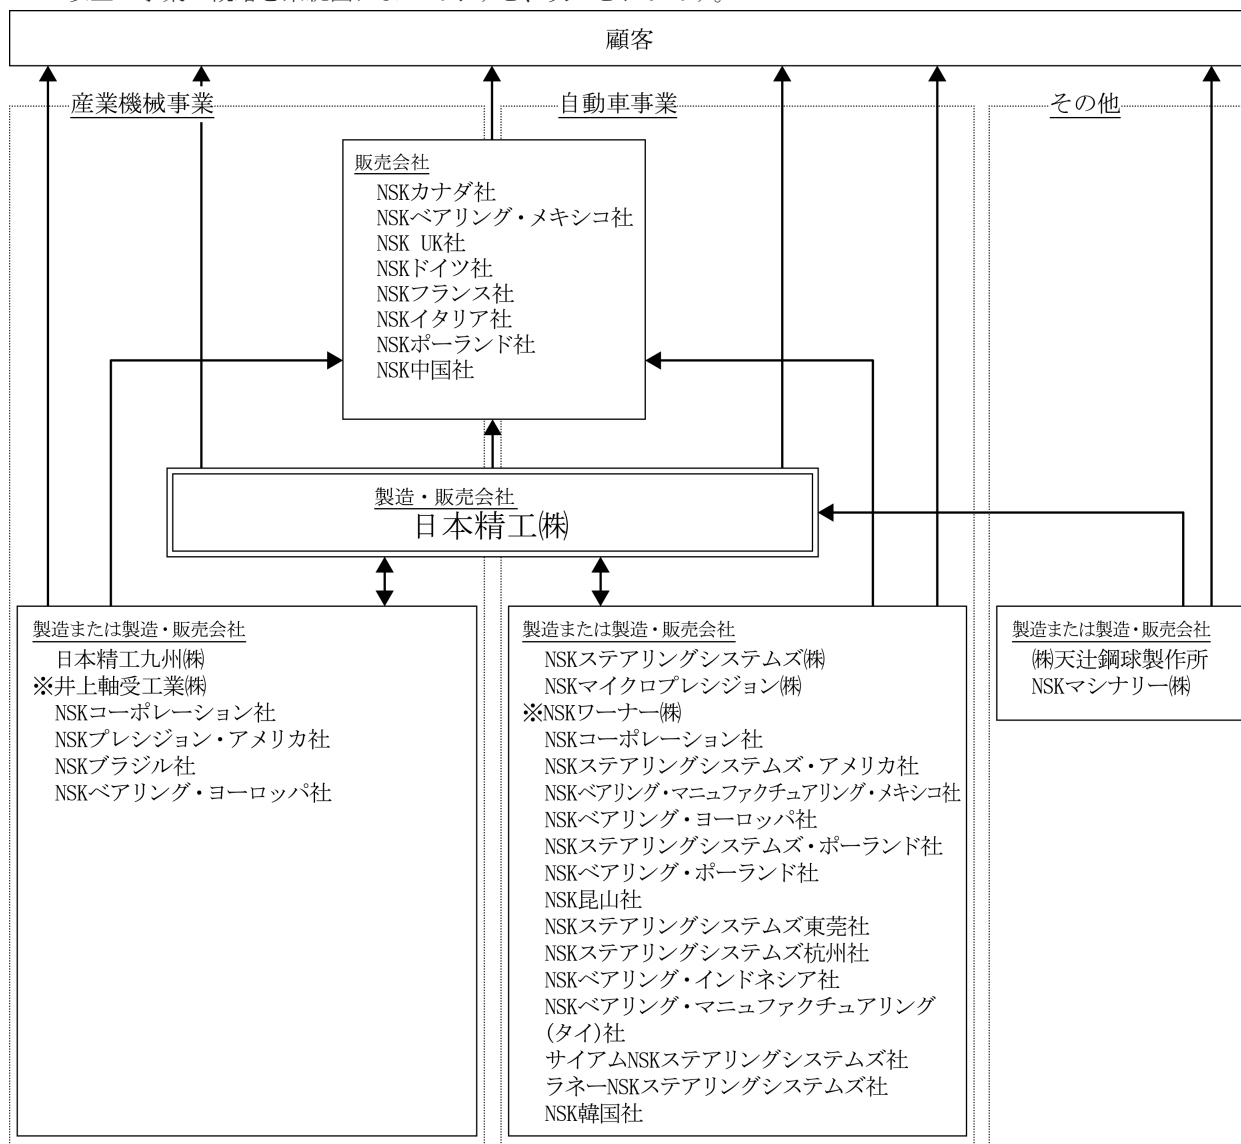 顧客
産業機械事業
自動車事業
その他
販売会社
NSKカナダ社
NSKベアリング・メキシコ社
NSK UK社
NSKドイツ社
NSKフランス社
NSKイタリア社
NSKポーランド社
NSK中国社
製造・販売会社
日本精工㈱
製造または製造・販売会社
日本精工九州㈱
※井上軸受工業㈱
NSKコーポレーション社
NSKプレシジョン・アメリカ社
NSKブラジル社
NSKベアリング・ヨーロッパ社
製造または製造・販売会社
NSKステアリングシステムズ㈱
NSKマイクロプレシジョン㈱
※NSKワーナー㈱
NSKコーポレーション社
NSKステアリングシステムズ・アメリカ社
NSKベアリング・マニュファクチュアリング・メキシコ社
NSKベアリング・ヨーロッパ社
NSKステアリングシステムズ・ポーランド社
NSKベアリング・ポーランド社
NSK昆山社
NSKステアリングシステムズ東莞社
NSKステアリングシステムズ杭州社
NSKベアリング・インドネシア社
NSKベアリング・マニュファクチュアリング
(タイ)社
サイアムNSKステアリングシステムズ社
ラネーNSKステアリングシステムズ社
NSK韓国社
製造または製造・販売会社
㈱天辻鋼球製作所
NSKマシナリー㈱